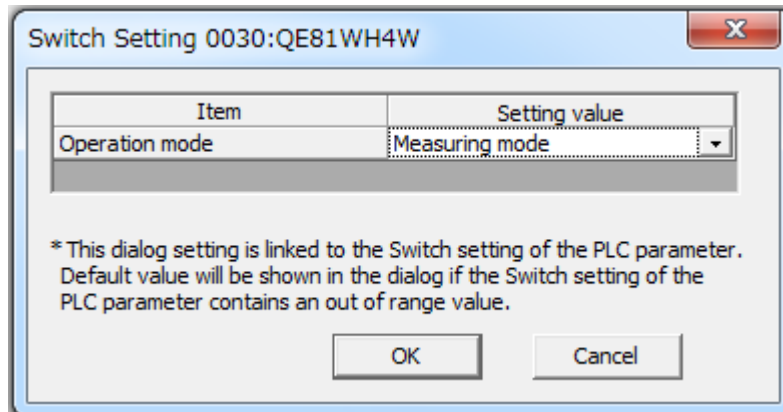 Switch Setting 0030:QE81WH4W
Item Setting value
Operation mode Measuring mode
* This dialog setting is linked to the Switch setting of the PLC parameter.
Default value will be shown in the dialog if the Switch setting of the
PLC parameter contains an out of range value.
OK Cancel